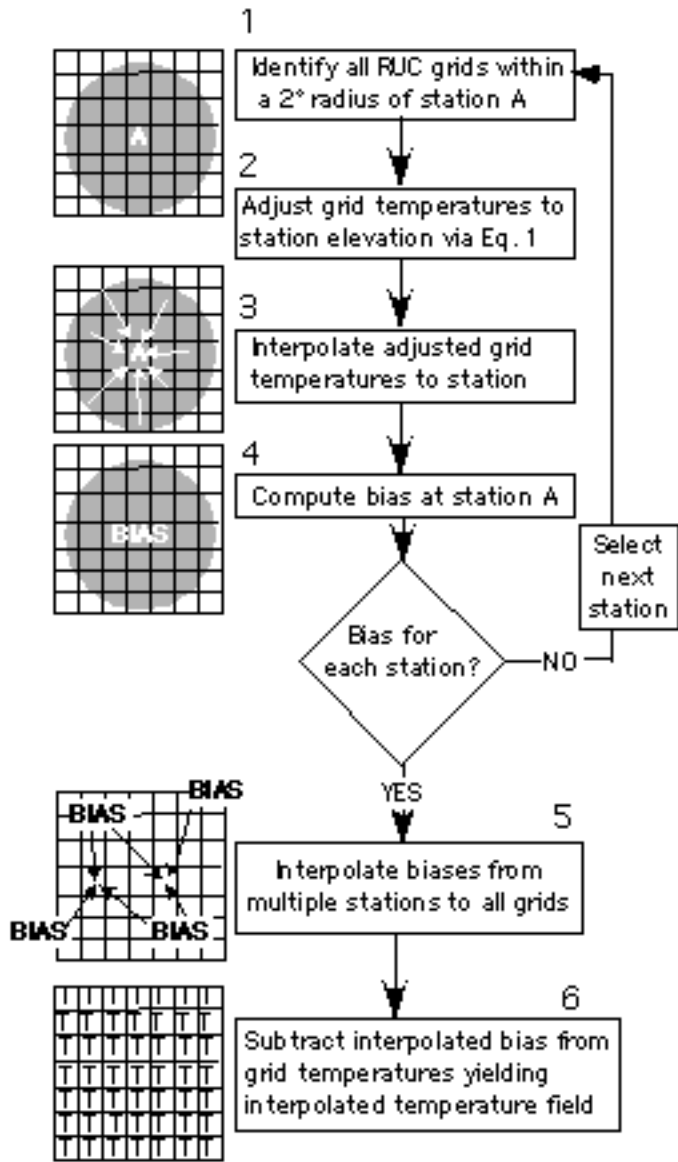 1
Identify all RUC grids within
a 2° radius of station A
A
2
Adjust grid temperatures to
station elevation via Eq. 1
3
Interpolate adjusted grid
temperatures to station
A
4
Compute bias at station A
BIAS
Select
next
station
Bias for
each station?
NO
YES
BIAS
BIAS
BIAS
BIAS
5
Interpolate biases from
multiple stations to all grids
6
Subtract interpolated bias from
grid temperatures yielding
interpolated temperature field
T T T T T T T
T T T T T T T
T T T T T T T
T T T T T T T
T T T T T T T
T T T T T T T
T T T T T T T